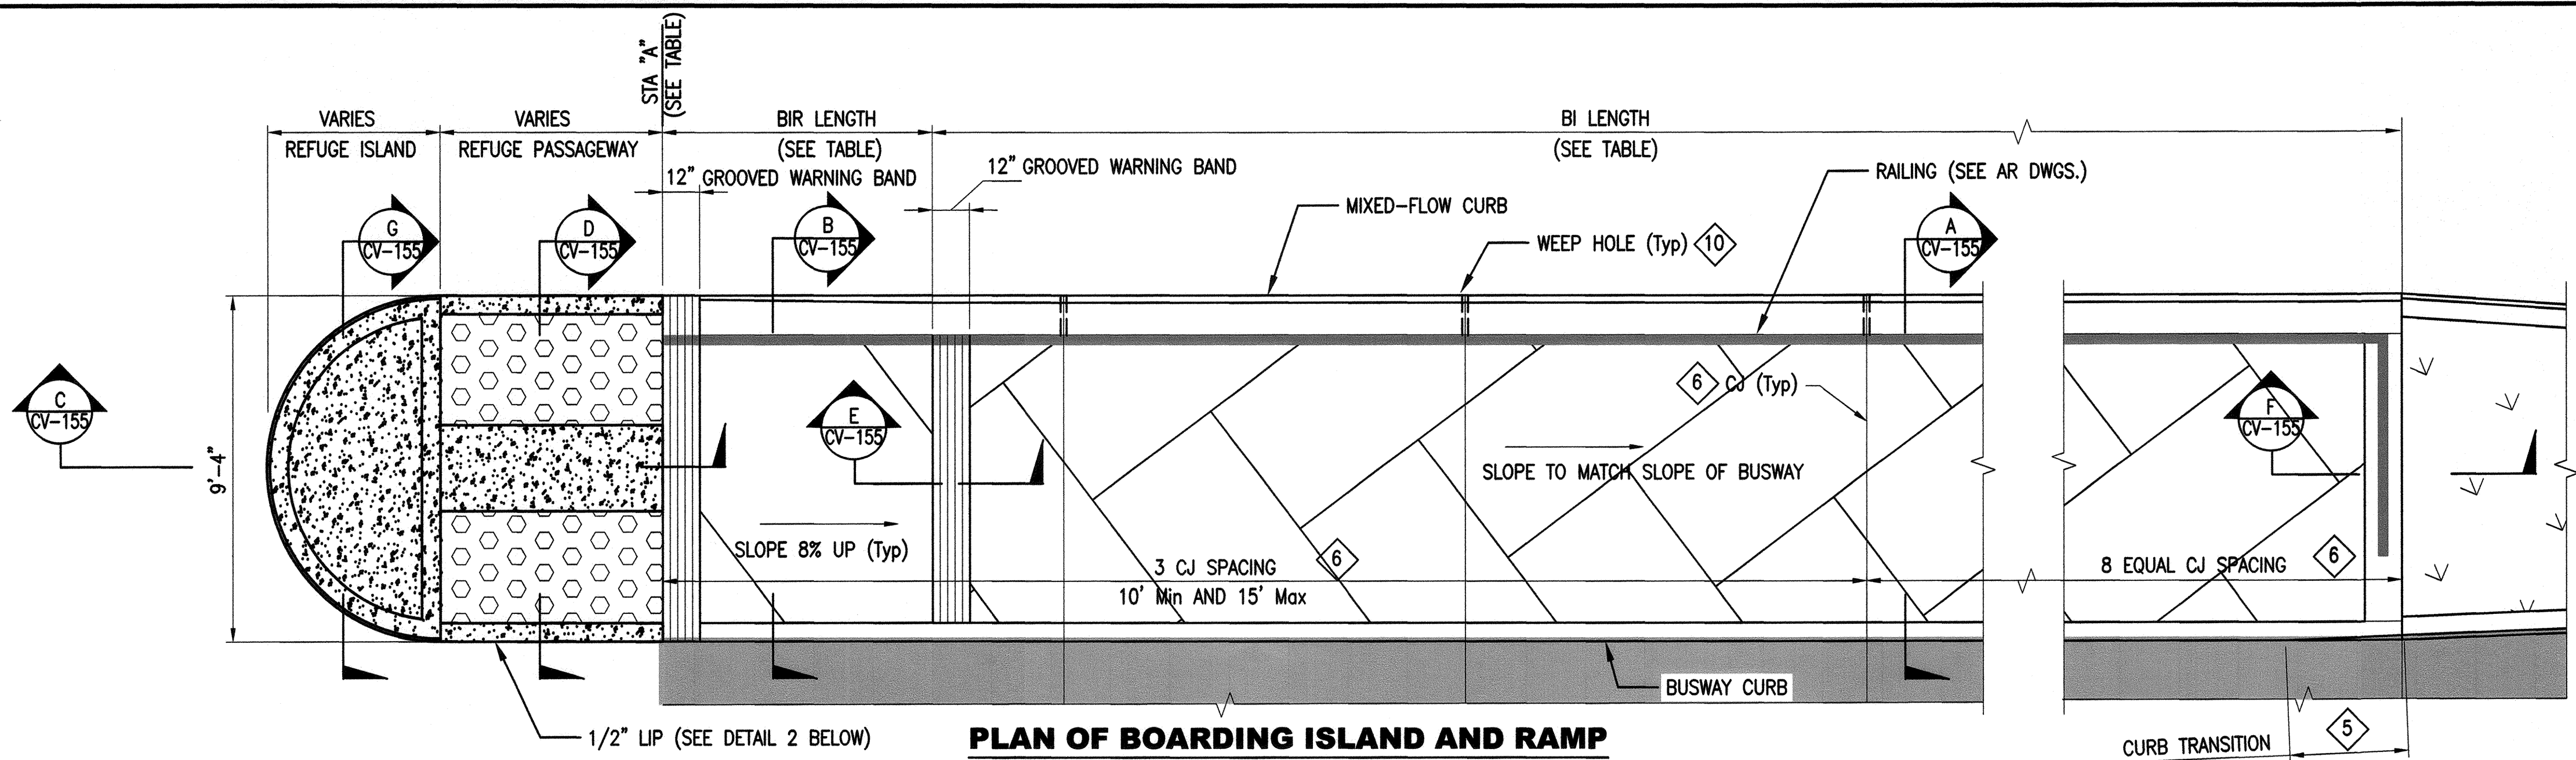 STA "A"
(SEE TABLE)
VARIES
REFUGE ISLAND
VARIES
REFUGE PASSAGEWAY
BIR LENGTH
(SEE TABLE)
BI LENGTH
(SEE TABLE)
12" GROOVED WARNING BAND
12" GROOVED WARNING BAND
RAILING (SEE AR DWGS.)
MIXED-FLOW CURB
WEEP HOLE (Typ) 10
G
CV-155
D
CV-155
B
CV-155
A
CV-155
C
CV-155
E
CV-155
F
CV-155
6 CJ (Typ)
9'-4"
SLOPE TO MATCH SLOPE OF BUSWAY
SLOPE 8% UP (Typ)
3 CJ SPACING
10' Min AND 15' Max
6
8 EQUAL CJ SPACING
6
BUSWAY CURB
1/2" LIP (SEE DETAIL 2 BELOW)
PLAN OF BOARDING ISLAND AND RAMP
CURB TRANSITION
5